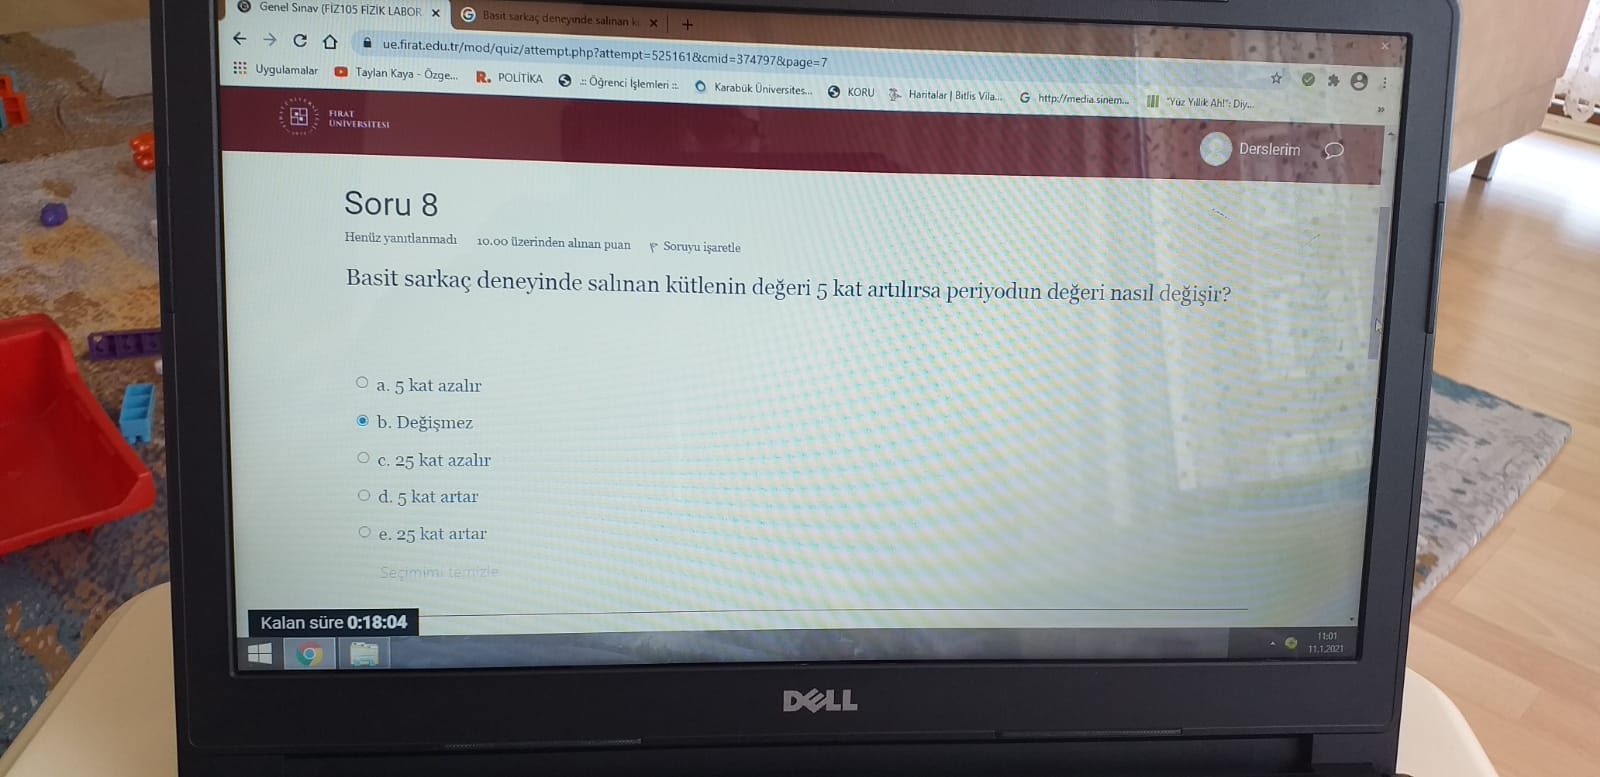 Genel Sınav (FİZ105 FİZİK LABOR
Basit sarkaç deneyinde salınan kü
ue.firat.edu.tr/mod/quiz/attempt.php?attempt=525161&cmid=374797&page=7
Uygulamalar
Taylan Kaya - Özge...
R. POLİTİKA
.:: Öğrenci İşlemleri ::.
Karabük Üniversites...
KORU
Haritalar | Bitlis Vila...
http://media.sinem...
"Yüz Yıllık Ah!": Diy...
»
FIRAT
ÜNİVERSİTESİ
Derslerim
Soru 8
Henüz yanıtlanmadı 10.00 üzerinden alınan puan Soruyu işaretle
Basit sarkaç deneyinde salınan kütlenin değeri 5 kat artılırsa periyodun değeri nasıl değişir?
a. 5 kat azalır
b. Değişmez
c. 25 kat azalır
d. 5 kat artar
e. 25 kat artar
Seçimimi temizle
Kalan süre 0:18:04
11:01
11.1.2021
DELL